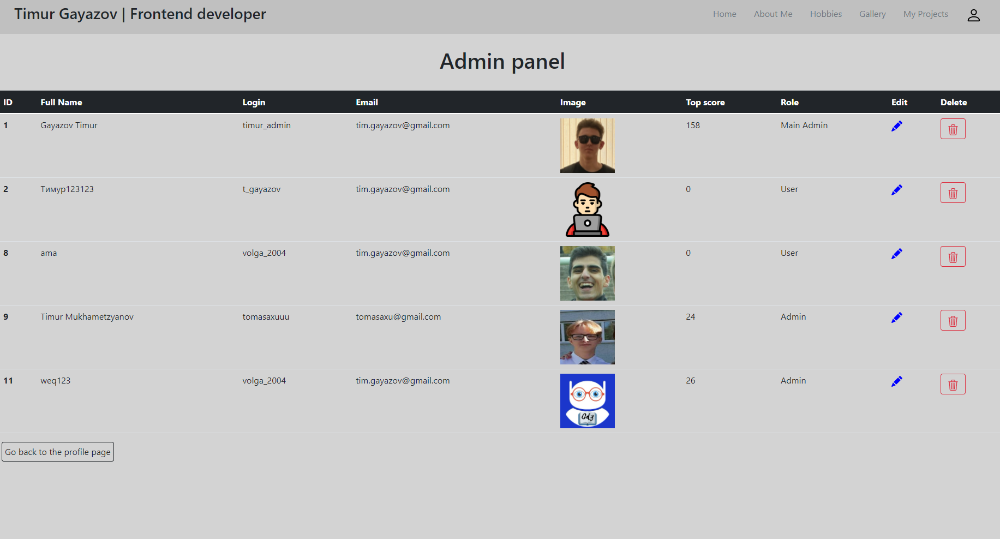 Timur Gayazov | Frontend developer Home About Me Hobbies Gallery My Projects
Admin panel
ID Full Name Login Email Image Top score Role Edit Delete
1 Gayazov Timur timur_admin tim.gayazov@gmail.com 158 Main Admin
2 Тимур123123 t_gayazov tim.gayazov@gmail.com 0 User
8 ama volga_2004 tim.gayazov@gmail.com 0 User
9 Timur Mukhametzyanov tomasaxuuu tomasaxu@gmail.com 24 Admin
11 weq123 volga_2004 tim.gayazov@gmail.com 26 Admin
Gdz
Go back to the profile page